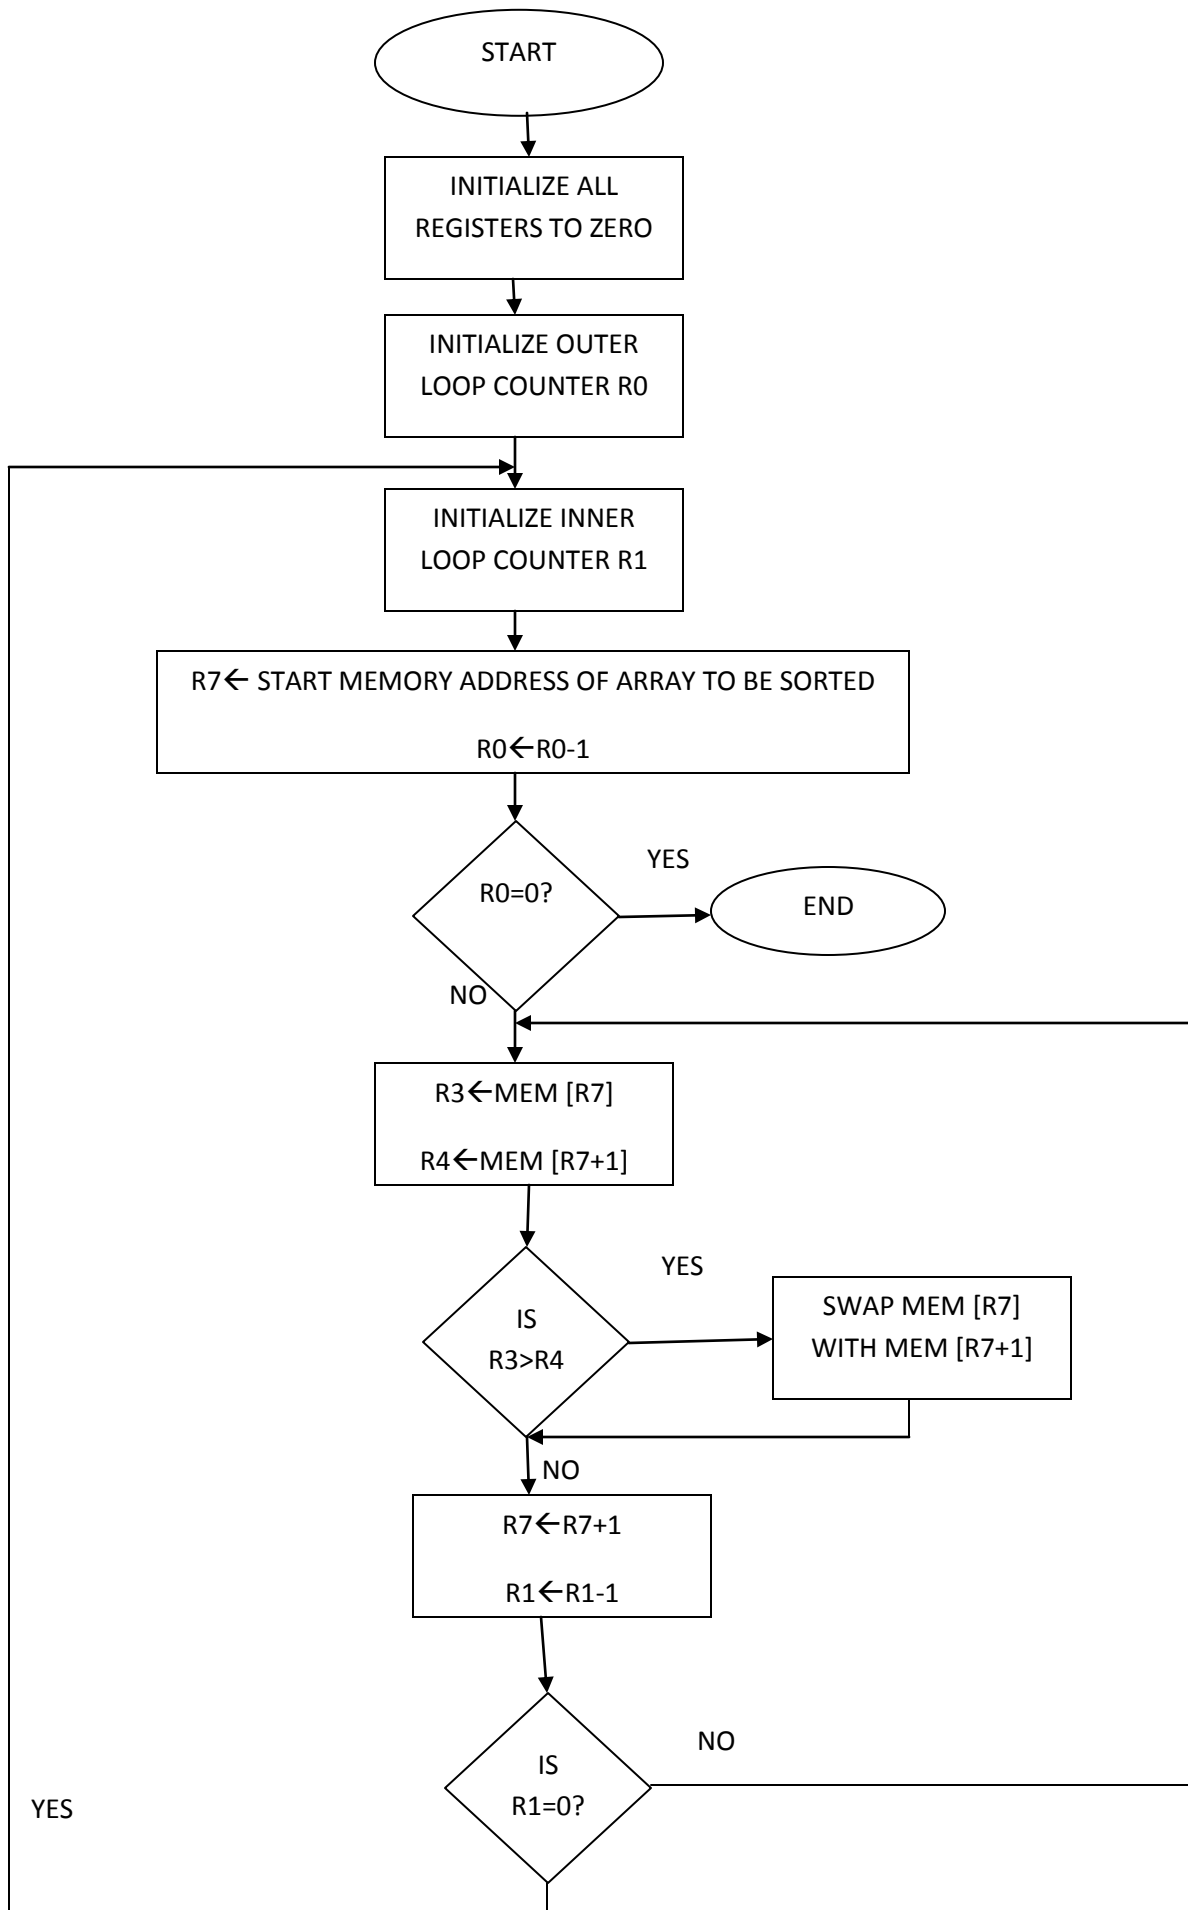 START
INITIALIZE ALL
REGISTERS TO ZERO
INITIALIZE OUTER
LOOP COUNTER R0
INITIALIZE INNER
LOOP COUNTER R1
R7← START MEMORY ADDRESS OF ARRAY TO BE SORTED
R0←R0-1
R0=0?
YES
END
NO
R3←MEM [R7]
R4←MEM [R7+1]
IS
R3>R4
YES
SWAP MEM [R7]
WITH MEM [R7+1]
NO
R7←R7+1
R1←R1-1
IS
R1=0?
NO
YES